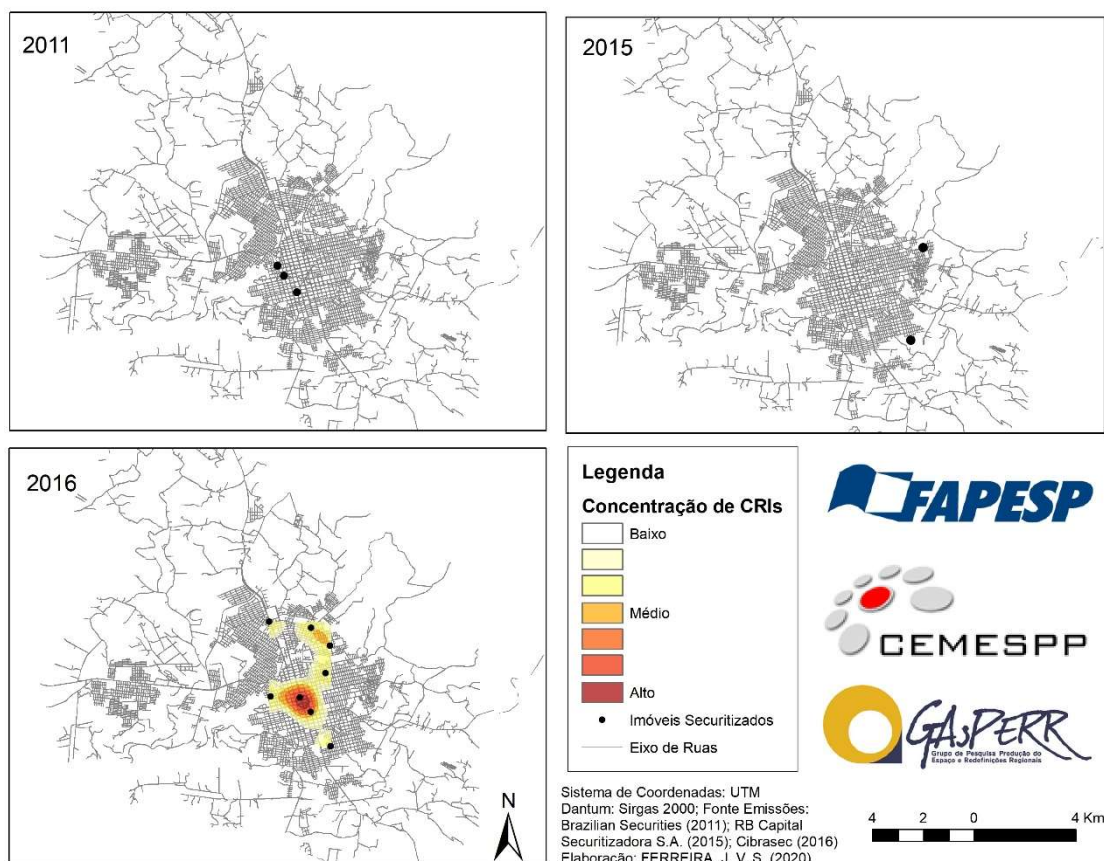 2011
2015
2016
N
Legenda
Concentração de CRIs
Baixo
Médio
Alto
Imóveis Securitizados
Eixo de Ruas
FAPESP
CEMESPP
GAsPERR
Grupo de Pesquisa Produção do
Espaço e Redefinições Regionais
Sistema de Coordenadas: UTM
Dantum: Sirgas 2000; Fonte Emissões:
Brazilian Securities (2011); RB Capital
Securitizadora S.A. (2015); Cibrasec (2016)
Elaboração: FERREIRA, J. V. S. (2020)
4 2 0 4 Km